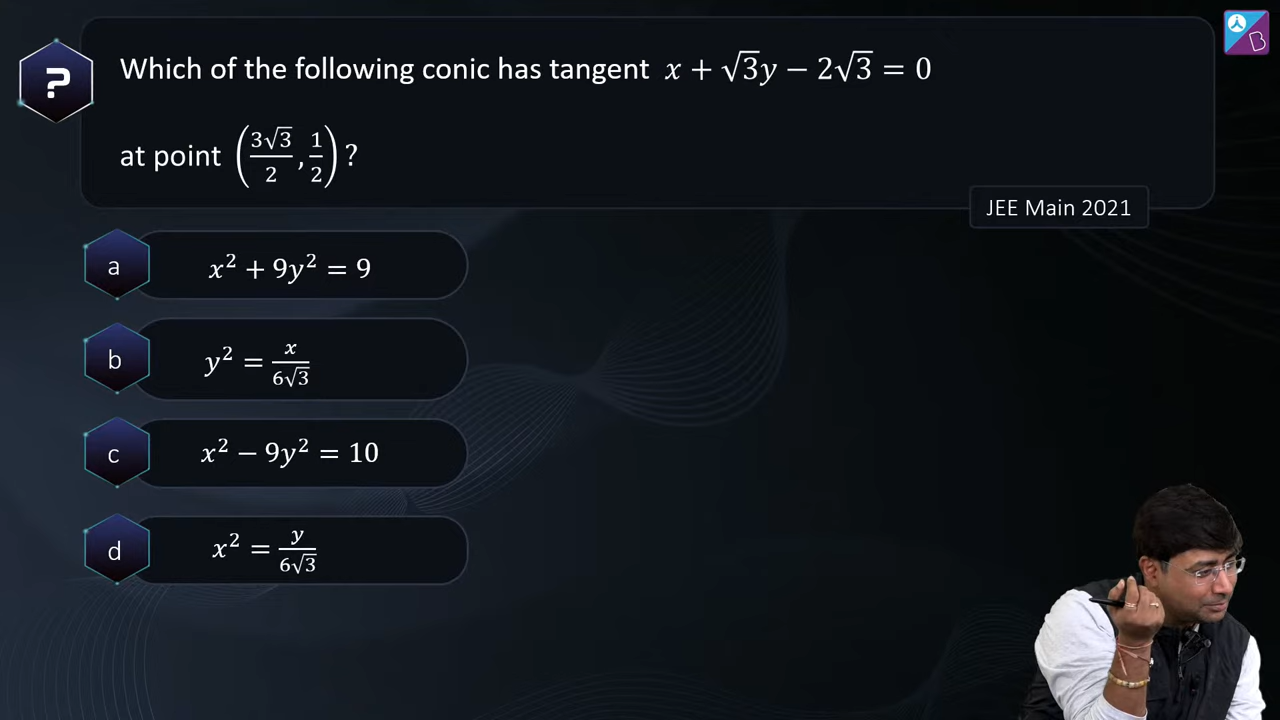 ?
Which of the following conic has tangent x + √3y − 2√3 = 0
at point (3√3/2, 1/2)?
JEE Main 2021
a x² + 9y² = 9
b y² = x/6√3
c x² − 9y² = 10
d x² = y/6√3
B